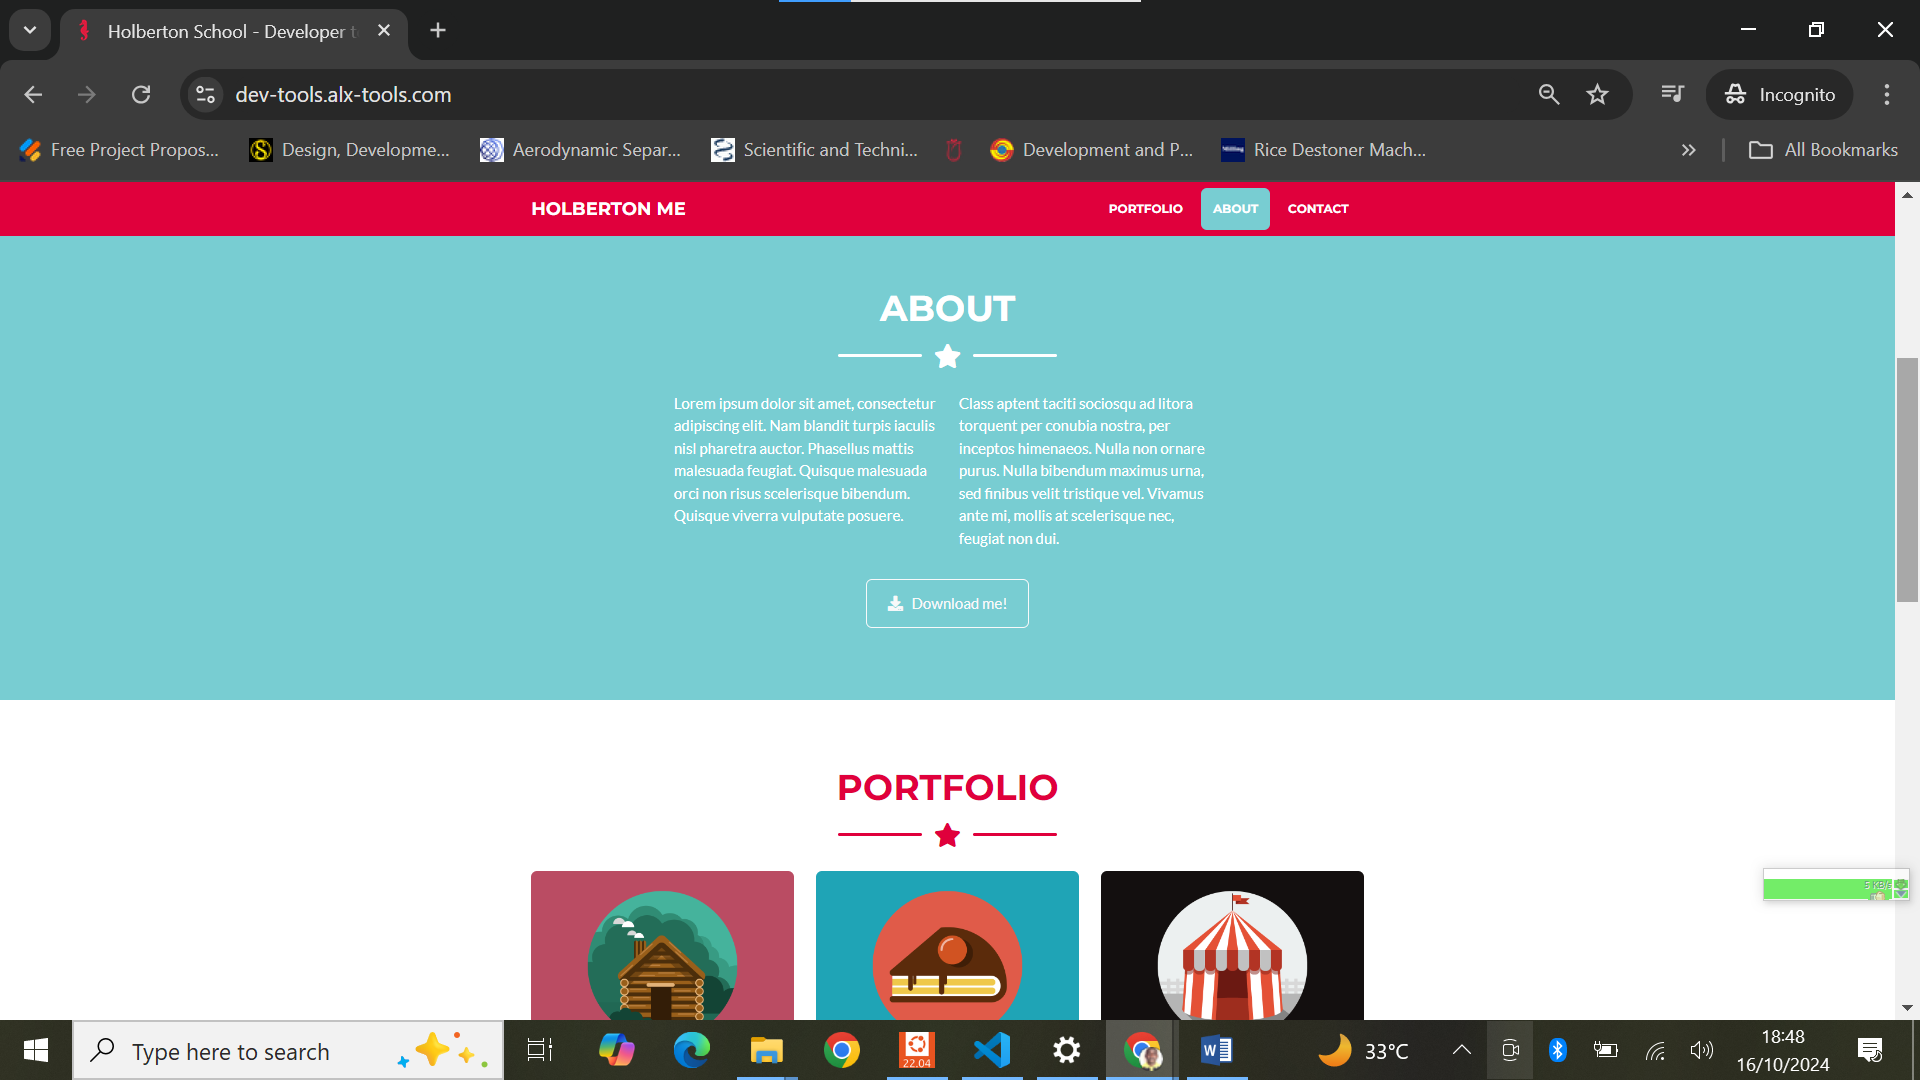 Holberton School - Developer t
dev-tools.alx-tools.com
Incognito
Free Project Propos...
Design, Developme...
Aerodynamic Separ...
Scientific and Techni...
Development and P...
Rice Destoner Mach...
All Bookmarks
HOLBERTON ME
PORTFOLIO
ABOUT
CONTACT
ABOUT
Lorem ipsum dolor sit amet, consectetur
adipiscing elit. Nam blandit turpis iaculis
nisl pharetra auctor. Phasellus mattis
malesuada feugiat. Quisque malesuada
orci non risus scelerisque bibendum.
Quisque viverra vulputate posuere.
Class aptent taciti sociosqu ad litora
torquent per conubia nostra, per
inceptos himenaeos. Nulla non ornare
purus. Nulla bibendum maximus urna,
sed finibus velit tristique vel. Vivamus
ante mi, mollis at scelerisque nec,
feugiat non dui.
Download me!
PORTFOLIO
5 KB/s
Type here to search
22.04
33°C
18:48
16/10/2024